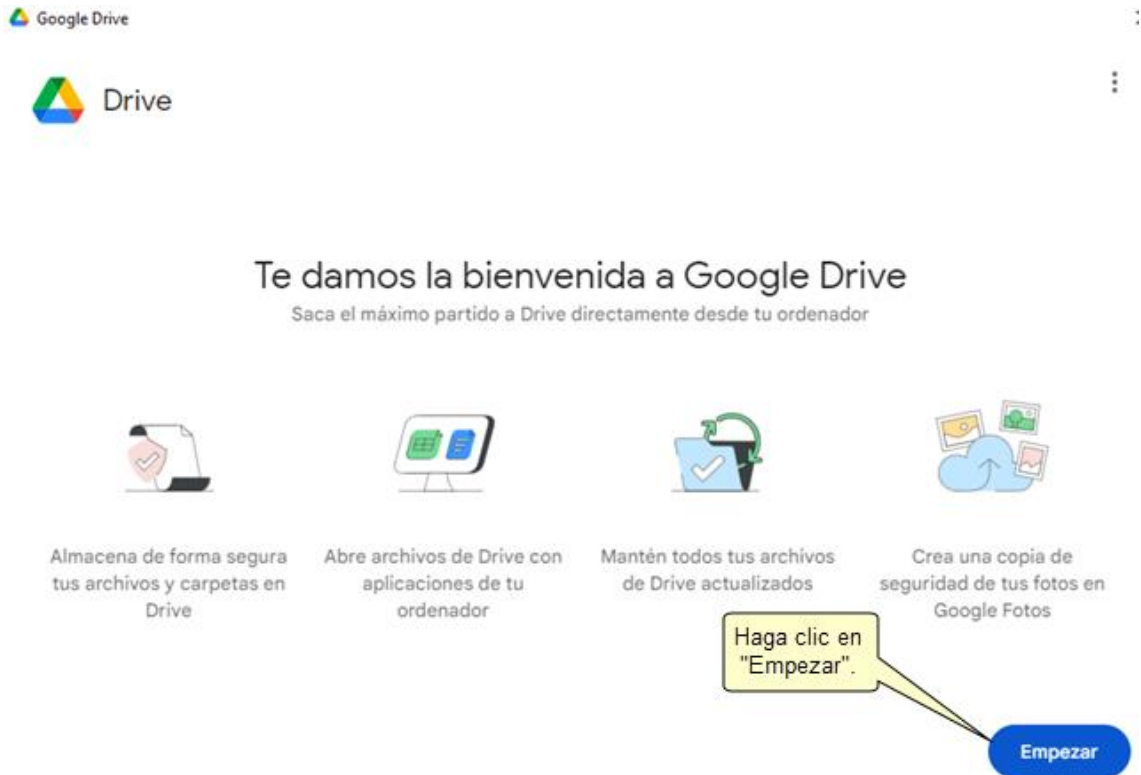 Google Drive
Drive
Te damos la bienvenida a Google Drive
Saca el máximo partido a Drive directamente desde tu ordenador
Almacena de forma segura
tus archivos y carpetas en
Drive
Abre archivos de Drive con
aplicaciones de tu
ordenador
Mantén todos tus archivos
de Drive actualizados
Crea una copia de
seguridad de tus fotos en
Google Fotos
Haga clic en
"Empezar".
Empezar